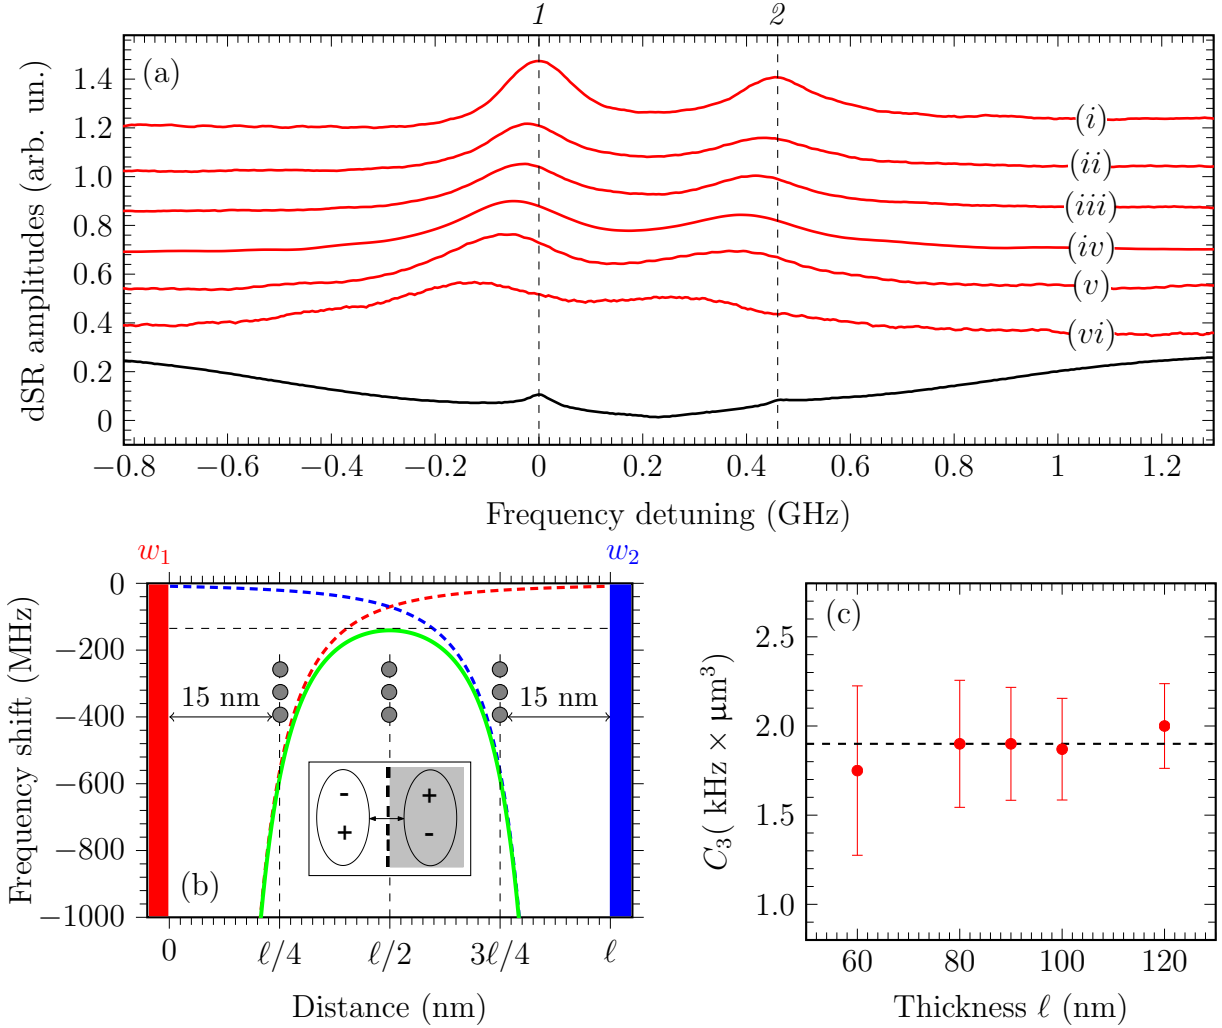 1 2
(a)
dSR amplitudes (arb. un.)
1.4
1.2
1.0
0.8
0.6
0.4
0.2
0
(i)
(ii)
(iii)
(iv)
(v)
(vi)
−0.8 −0.6 −0.4 −0.2 0 0.2 0.4 0.6 0.8 1 1.2
Frequency detuning (GHz)
w₁ w₂
Frequency shift (MHz)
0
−200
−400
−600
−800
−1000
15 nm 15 nm
- +
+ -
(b)
0 ℓ/4 ℓ/2 3ℓ/4 ℓ
Distance (nm)
(c)
C₃( kHz × µm³)
2.5
2.0
1.5
1.0
60 80 100 120
Thickness ℓ (nm)